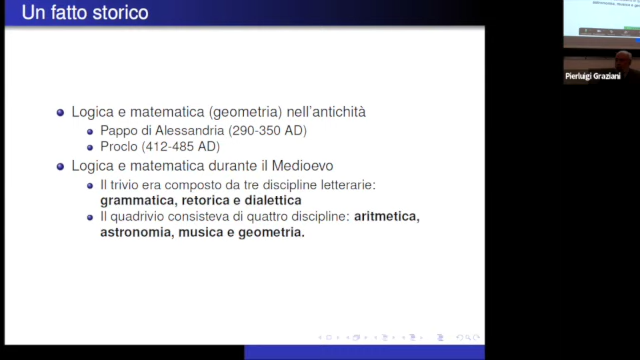 Un fatto storico
Logica e matematica (geometria) nell'antichità
Pappo di Alessandria (290-350 AD)
Proclo (412-485 AD)
Logica e matematica durante il Medioevo
Il trivio era composto da tre discipline letterarie:
grammatica, retorica e dialettica
Il quadrivio consisteva di quattro discipline: aritmetica,
astronomia, musica e geometria.
Pierluigi Graziani